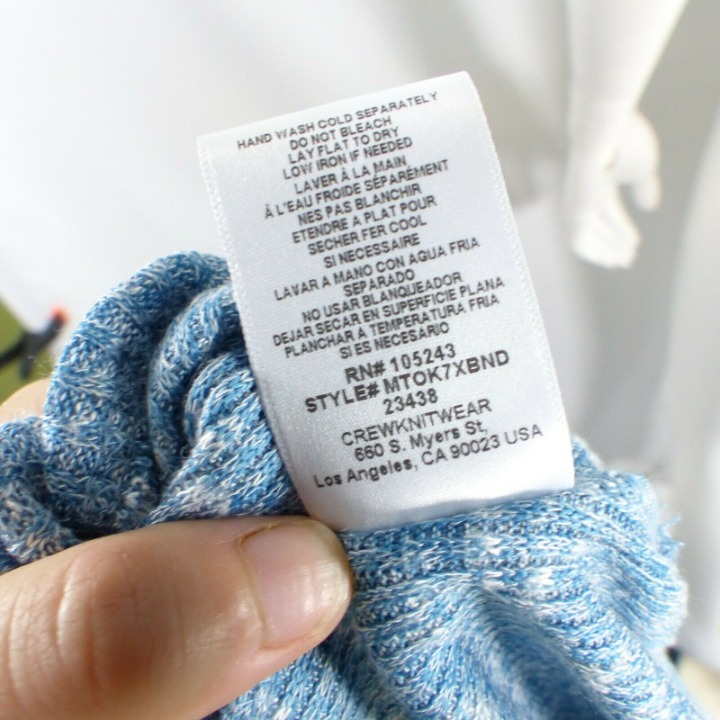 HAND WASH COLD SEPARATELY
DO NOT BLEACH
LAY FLAT TO DRY
LOW IRON IF NEEDED
LAVER À LA MAIN
À L'EAU FROIDE SÉPARÉMENT
NES PAS BLANCHIR
ETENDRE A PLAT POUR
SECHER FER COOL
SI NECESSAIRE
LAVAR A MANO CON AQUA FRIA
SEPARADO
NO USAR BLANQUEADOR
DEJAR SECAR EN SUPERFICIE PLANA
PLANCHAR A TEMPERATURA FRIA
SI ES NECESARIO
RN# 105243
STYLE# MTOK7XBND
23438
CREWKNITWEAR
660 S. Myers St,
Los Angeles, CA 90023 USA